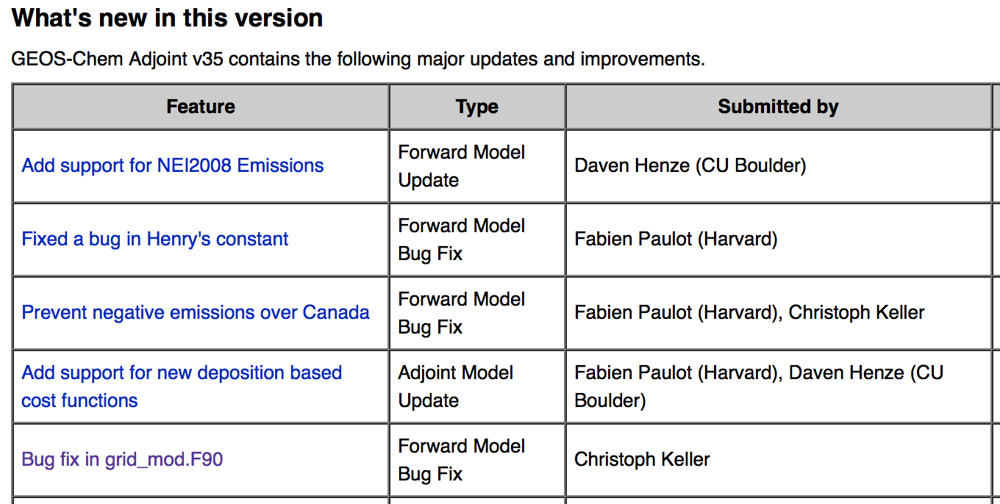 What's new in this version
GEOS-Chem Adjoint v35 contains the following major updates and improvements.
Feature
Type
Submitted by
Add support for NEI2008 Emissions
Forward Model
Update
Daven Henze (CU Boulder)
Fixed a bug in Henry's constant
Forward Model
Bug Fix
Fabien Paulot (Harvard)
Prevent negative emissions over Canada
Forward Model
Bug Fix
Fabien Paulot (Harvard), Christoph Keller
Add support for new deposition based
cost functions
Adjoint Model
Update
Fabien Paulot (Harvard), Daven Henze (CU
Boulder)
Bug fix in grid_mod.F90
Forward Model
Bug Fix
Christoph Keller